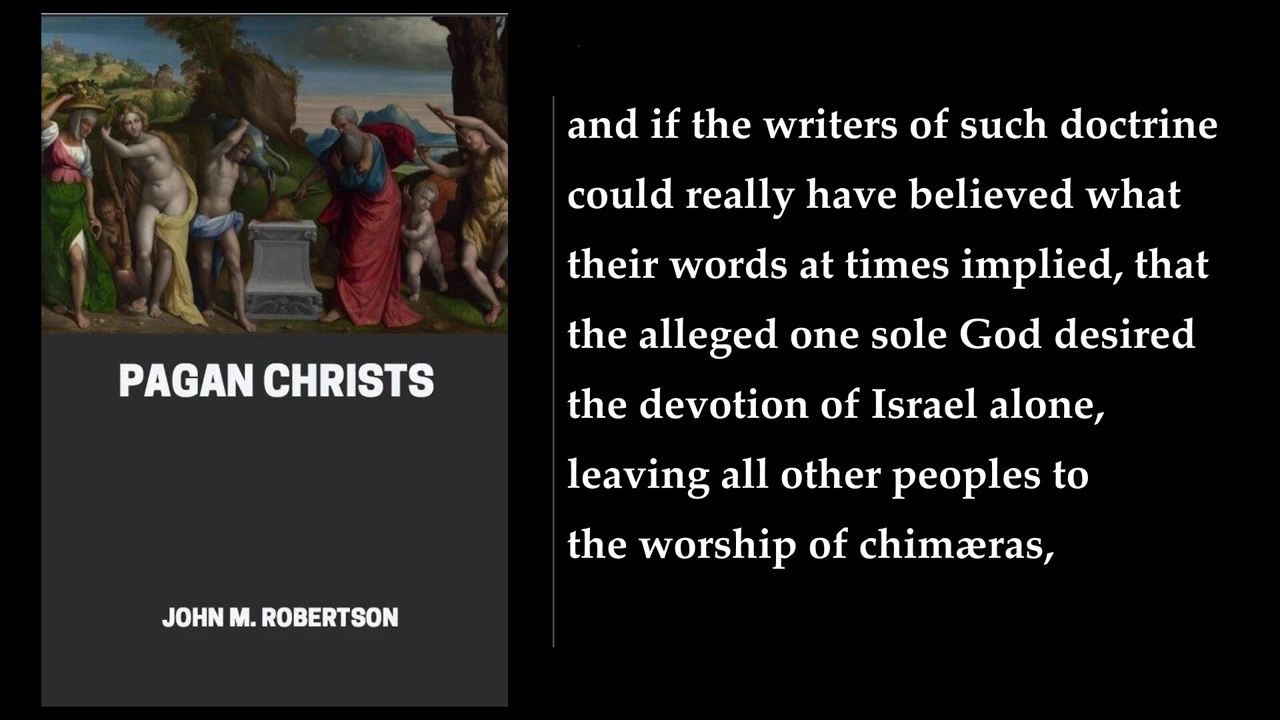 PAGAN CHRISTS
JOHN M. ROBERTSON
and if the writers of such doctrine
could really have believed what
their words at times implied, that
the alleged one sole God desired
the devotion of Israel alone,
leaving all other peoples to
the worship of chimæras,